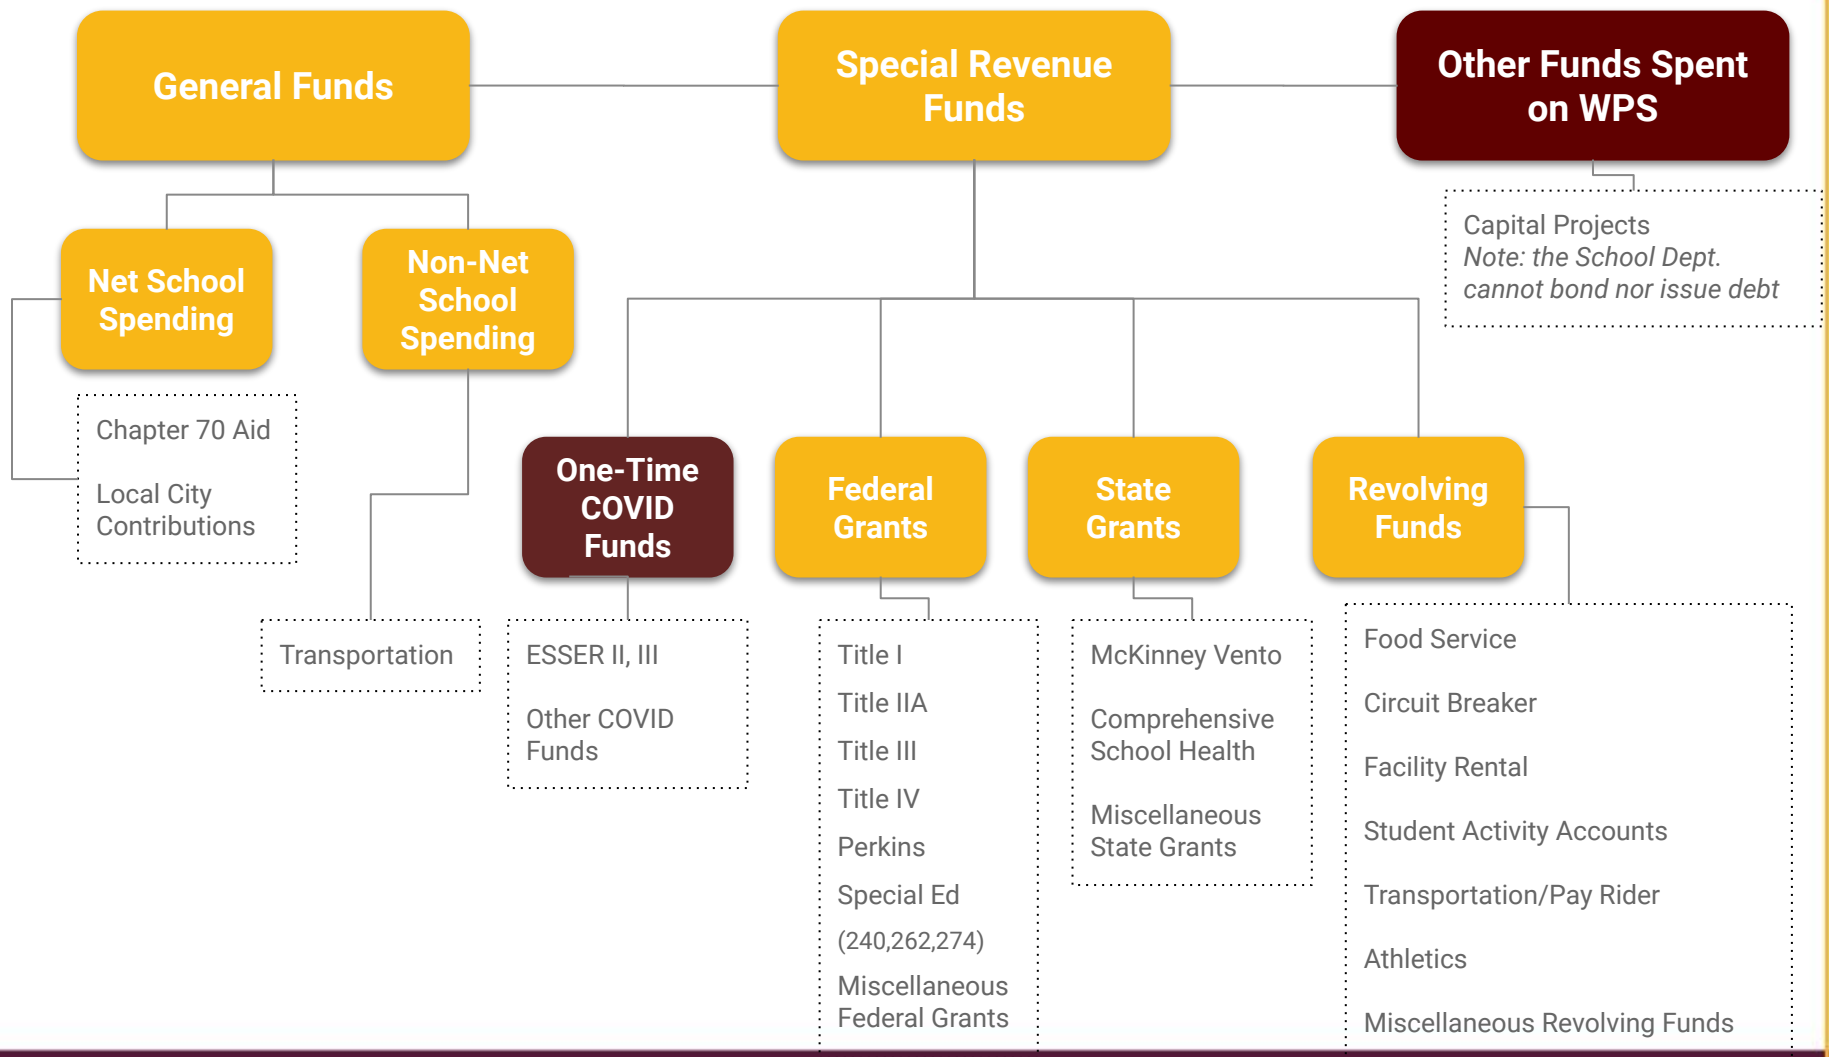 General Funds
Special Revenue
Funds
Other Funds Spent
on WPS
Capital Projects
Note: the School Dept.
cannot bond nor issue debt
Net School
Spending
Non-Net
School
Spending
Chapter 70 Aid
Local City
Contributions
Transportation
One-Time
COVID
Funds
ESSER II, III
Other COVID
Funds
Federal
Grants
Title I
Title IIA
Title III
Title IV
Perkins
Special Ed
(240,262,274)
Miscellaneous
Federal Grants
State
Grants
McKinney Vento
Comprehensive
School Health
Miscellaneous
State Grants
Revolving
Funds
Food Service
Circuit Breaker
Facility Rental
Student Activity Accounts
Transportation/Pay Rider
Athletics
Miscellaneous Revolving Funds